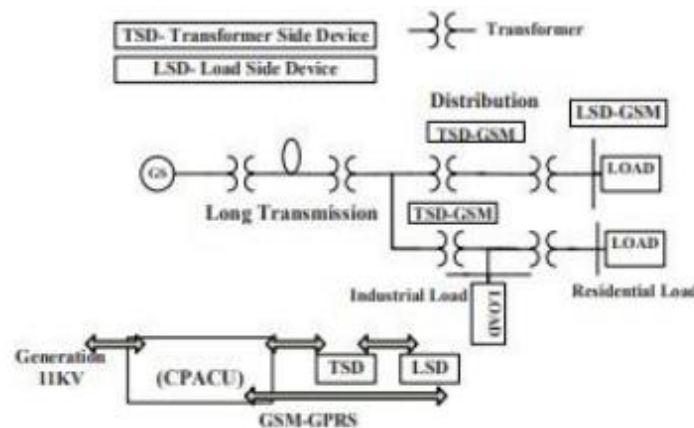 TSD- Transformer Side Device
Transformer
LSD- Load Side Device
Distribution
LSD-GSM
TSD-GSM
GS
LOAD
Long Transmission
TSD-GSM
LOAD
Industrial Load
LOAD
Residential Load
Generation
11KV
(CPACU)
TSD
LSD
GSM-GPRS